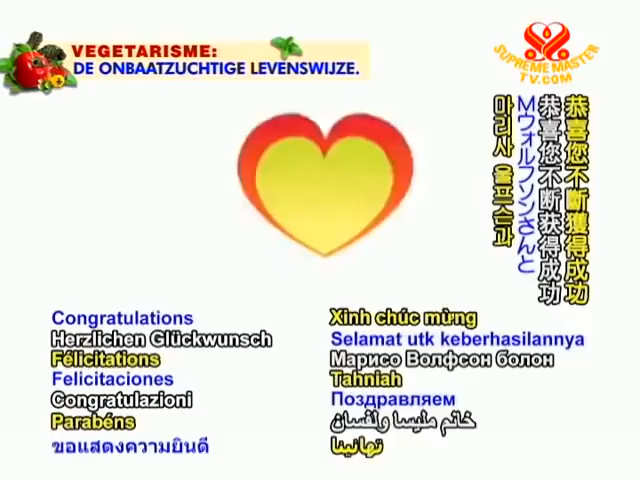 VEGETARISME:
DE ONBAATZUCHTIGE LEVENSWIJZE.
SUPREME MASTER
TV.COM
恭喜您不斷獲得成功
恭喜您不断获得成功
Mウォルフソンさんと
마리사 울프슨과
Congratulations
Herzlichen Glückwunsch
Félicitations
Felicitaciones
Congratulazioni
Parabéns
ขอแสดงความยินดี
Xinh chúc mừng
Selamat utk keberhasilannya
Марисо Волфсон болон
Tahniah
Поздравляем
خانم ملیسا ولفسان
تهانينا